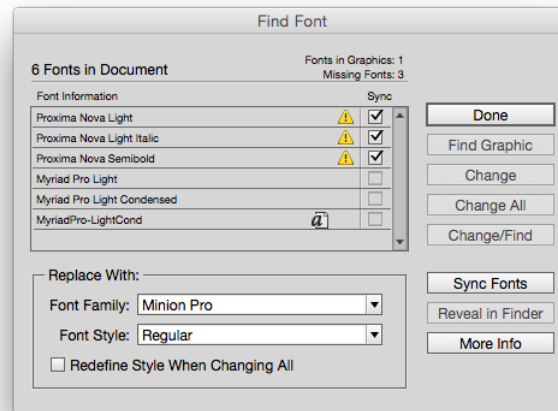 Find Font
6 Fonts in Document
Fonts in Graphics: 1
Missing Fonts: 3
Font Information
Sync
Proxima Nova Light
Proxima Nova Light Italic
Proxima Nova Semibold
Myriad Pro Light
Myriad Pro Light Condensed
MyriadPro-LightCond
Done
Find Graphic
Change
Change All
Change/Find
Sync Fonts
Reveal in Finder
More Info
Replace With:
Font Family: Minion Pro
Font Style: Regular
Redefine Style When Changing All